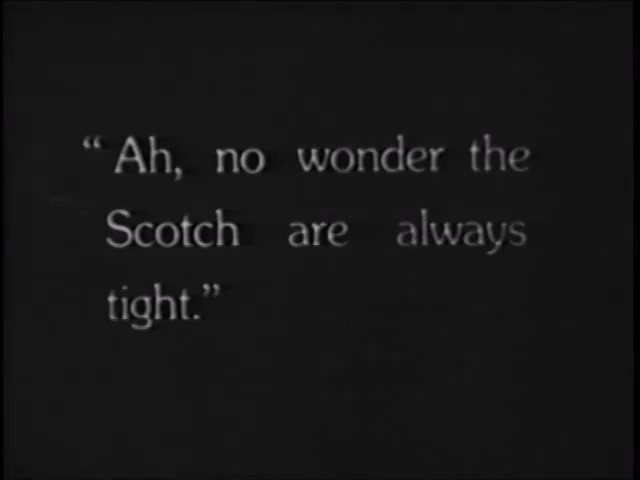 “Ah, no wonder the
Scotch are always
tight.”